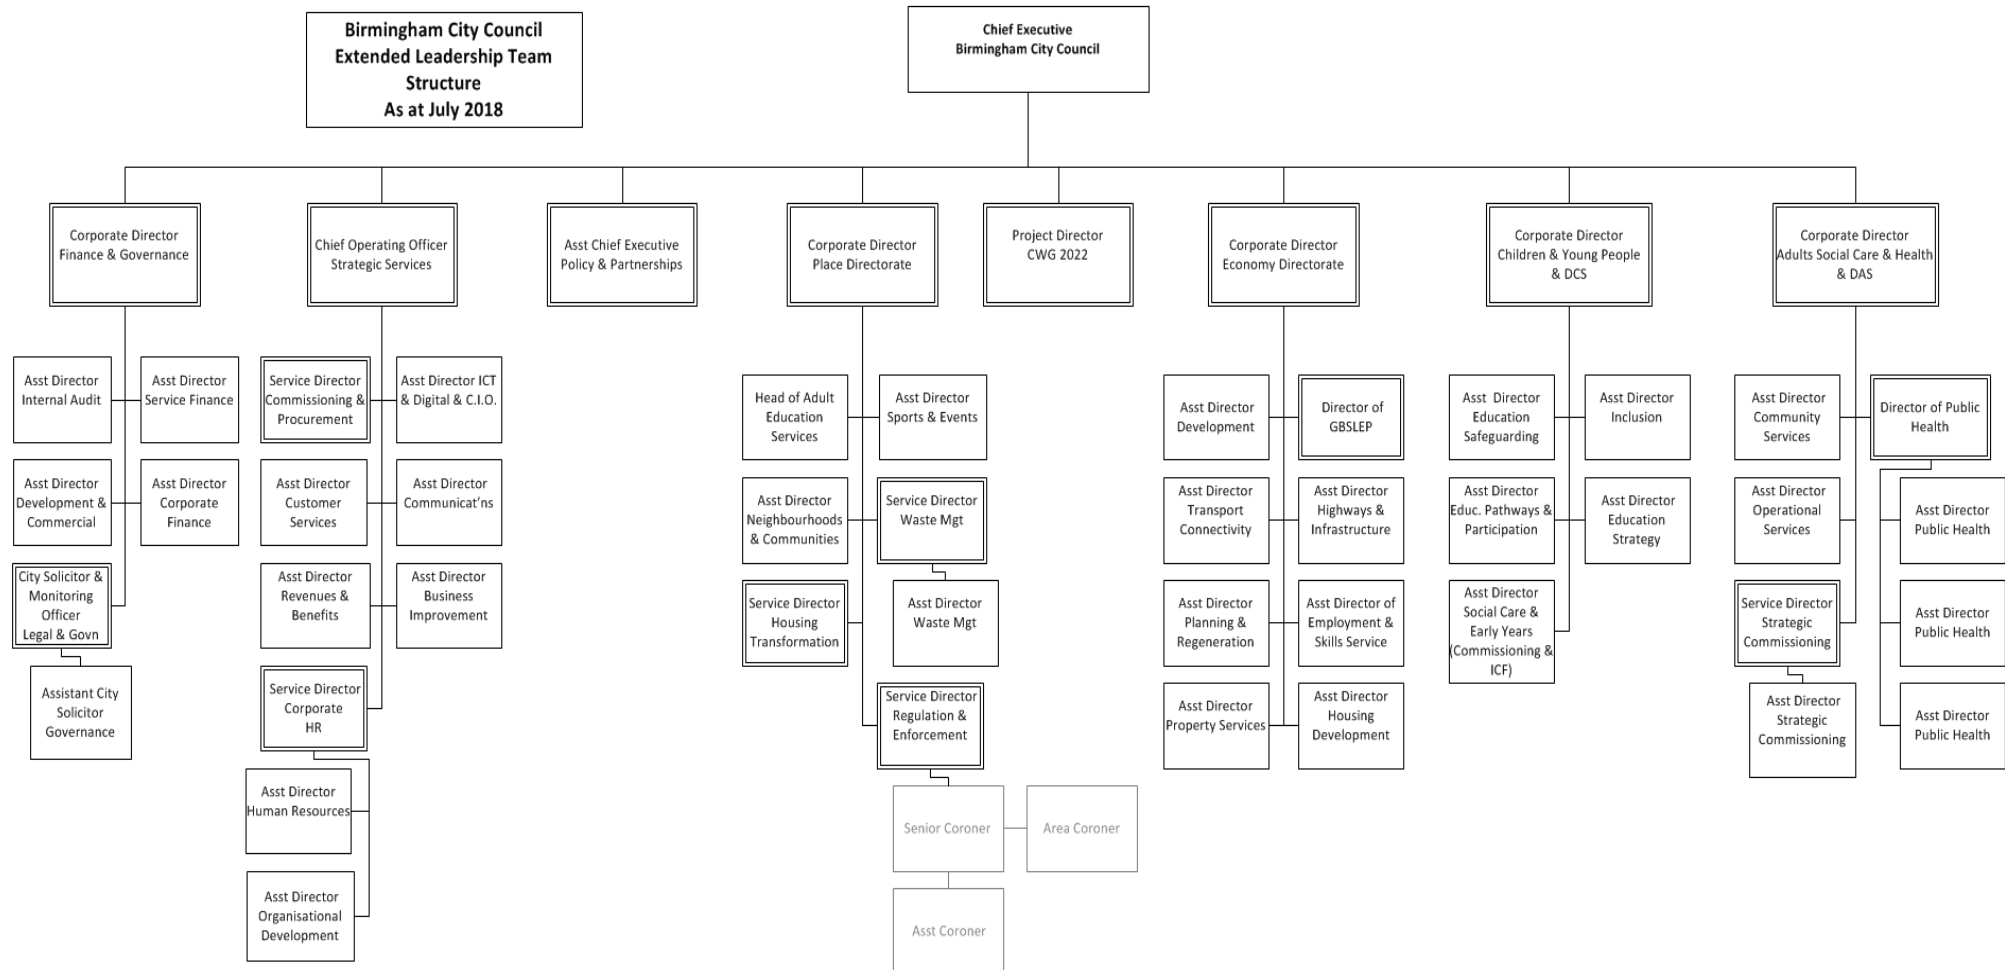 Birmingham City Council
Extended Leadership Team
Structure
As at July 2018
Chief Executive
Birmingham City Council
Corporate Director
Finance & Governance
Chief Operating Officer
Strategic Services
Asst Chief Executive
Policy & Partnerships
Corporate Director
Place Directorate
Project Director
CWG 2022
Corporate Director
Economy Directorate
Corporate Director
Children & Young People
& DCS
Corporate Director
Adults Social Care & Health
& DAS
Asst Director
Internal Audit
Asst Director
Service Finance
Asst Director
Development &
Commercial
Asst Director
Corporate
Finance
City Solicitor &
Monitoring
Officer
Legal & Govn
Assistant City
Solicitor
Governance
Service Director
Commissioning &
Procurement
Asst Director ICT
& Digital & C.I.O.
Asst Director
Customer
Services
Asst Director
Communicat'ns
Asst Director
Revenues &
Benefits
Asst Director
Business
Improvement
Service Director
Corporate
HR
Asst Director
Human Resources
Asst Director
Organisational
Development
Head of Adult
Education
Services
Asst Director
Sports & Events
Asst Director
Neighbourhoods
& Communities
Service Director
Waste Mgt
Service Director
Housing
Transformation
Asst Director
Waste Mgt
Service Director
Regulation &
Enforcement
Senior Coroner
Area Coroner
Asst Coroner
Asst Director
Development
Director of
GBSLEP
Asst Director
Transport
Connectivity
Asst Director
Highways &
Infrastructure
Asst Director
Planning &
Regeneration
Asst Director of
Employment &
Skills Service
Asst Director
Property Services
Asst Director
Housing
Development
Asst Director
Education
Safeguarding
Asst Director
Inclusion
Asst Director
Educ. Pathways &
Participation
Asst Director
Education
Strategy
Asst Director
Social Care &
Early Years
(Commissioning &
ICF)
Asst Director
Community
Services
Director of Public
Health
Asst Director
Operational
Services
Asst Director
Public Health
Service Director
Strategic
Commissioning
Asst Director
Public Health
Asst Director
Strategic
Commissioning
Asst Director
Public Health